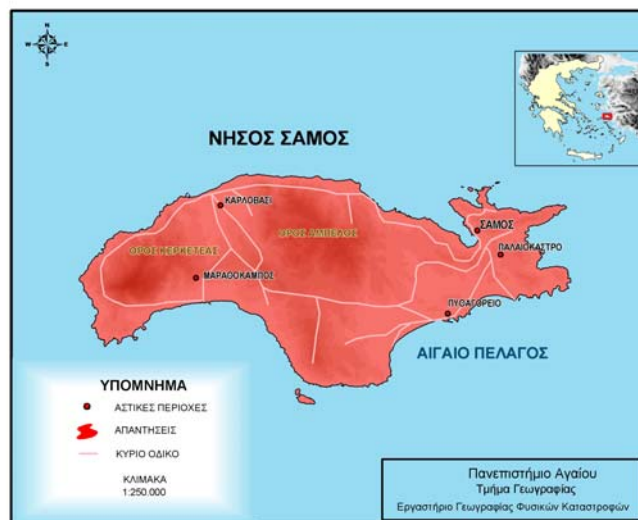 N
W E
S
ΝΗΣΟΣ ΣΑΜΟΣ
ΚΑΡΛΟΒΑΣΙ
ΟΡΟΣ ΑΜΠΕΛΟΣ
ΣΑΜΟΣ
ΟΡΟΣ ΚΕΡΚΕΤΕΑΣ
ΠΑΛΑΙΟΚΑΣΤΡΟ
ΜΑΡΑΘΟΚΑΜΠΟΣ
ΠΥΘΑΓΟΡΕΙΟ
ΑΙΓΑΙΟ ΠΕΛΑΓΟΣ
ΥΠΟΜΝΗΜΑ
ΑΣΤΙΚΕΣ ΠΕΡΙΟΧΕΣ
ΑΠΑΝΤΗΣΕΙΣ
ΚΥΡΙΟ ΟΔΙΚΟ
ΚΛΙΜΑΚΑ
1:250.000
Πανεπιστήμιο Αγαίου
Τμήμα Γεωγραφίας
Εργαστήριο Γεωγραφίας Φυσικών Καταστροφών